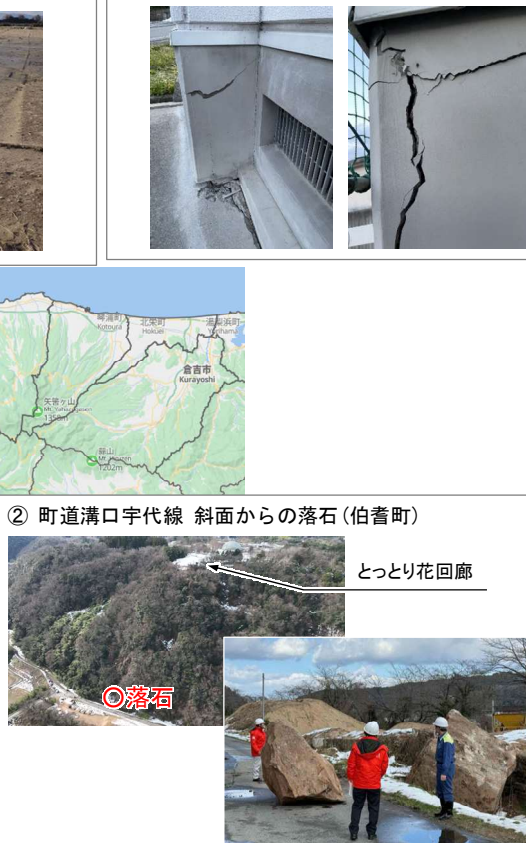 琴浦町
Kotoura
北栄町
Hokuei
湯梨浜町
Yurihama
倉吉市
Kurayoshi
矢筈ヶ山
1358m
蒜山
1202m
② 町道溝口宇代線 斜面からの落石(伯耆町)
とっとり花回廊
◎落石